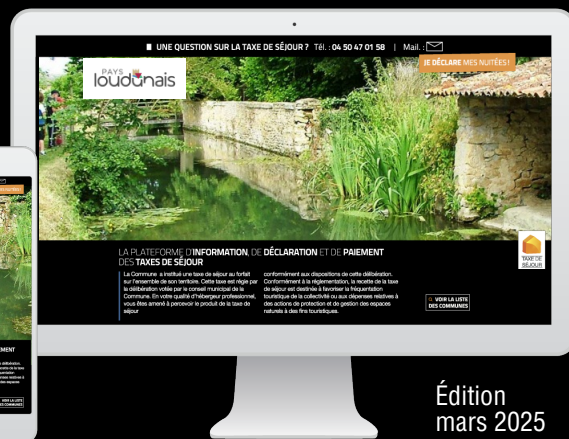 UNE QUESTION SUR LA TAXE DE SÉJOUR ? Tél. : 04 50 47 01 58 | Mail. :
JE DÉCLARE MES NUITÉES !
PAYS
loudunais
LA PLATEFORME D'INFORMATION, DE DÉCLARATION ET DE PAIEMENT
DES TAXES DE SÉJOUR
La Commune a institué une taxe de séjour au forfait
sur l'ensemble de son territoire. Cette taxe est régie par
la délibération votée par le conseil municipal de la
Commune. En votre qualité d'hébergeur professionnel,
vous êtes amené à percevoir le produit de la taxe de
séjour
conformément aux dispositions de cette délibération.
Conformément à la réglementation, la recette de la taxe
de séjour est destinée à favoriser la fréquentation
touristique de la collectivité ou aux dépenses relatives à
des actions de protection et de gestion des espaces
naturels à des fins touristiques.
TAXE DE
SÉJOUR
VOIR LA LISTE
DES COMMUNES
VOIR LA LISTE
DES COMMUNES
Édition
mars 2025